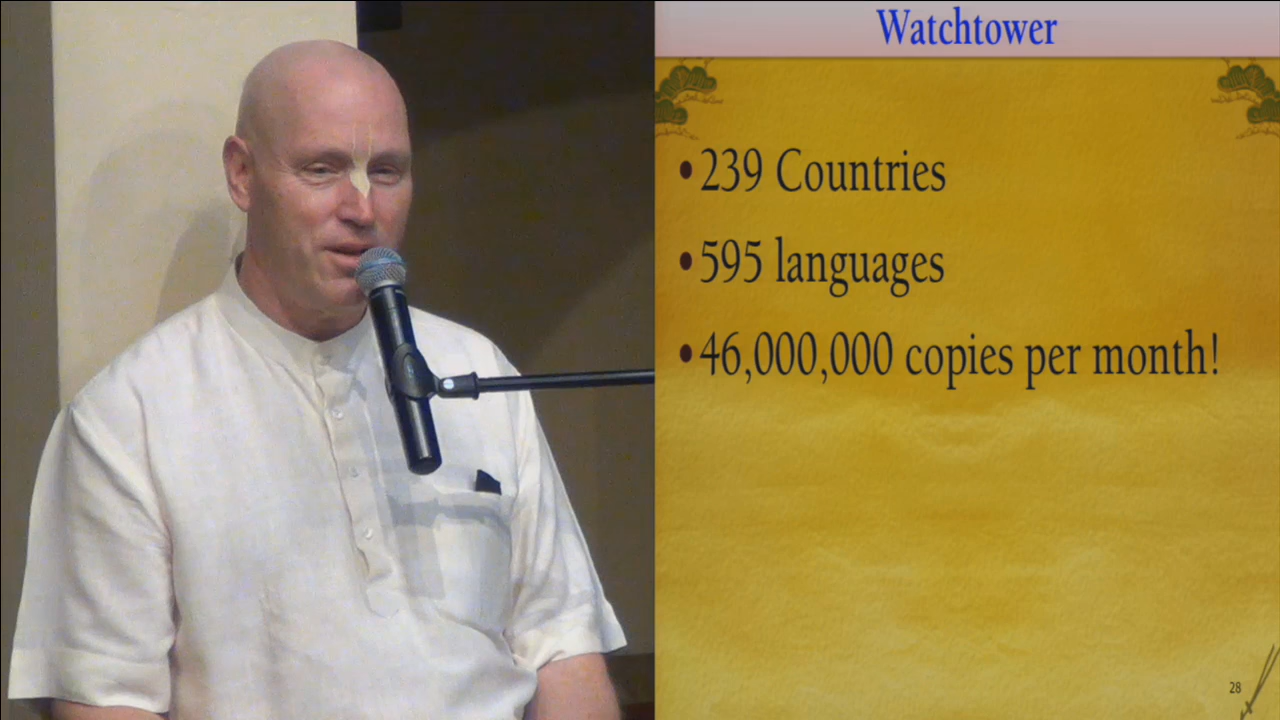 Watchtower
•239 Countries
•595 languages
•46,000,000 copies per month!
28